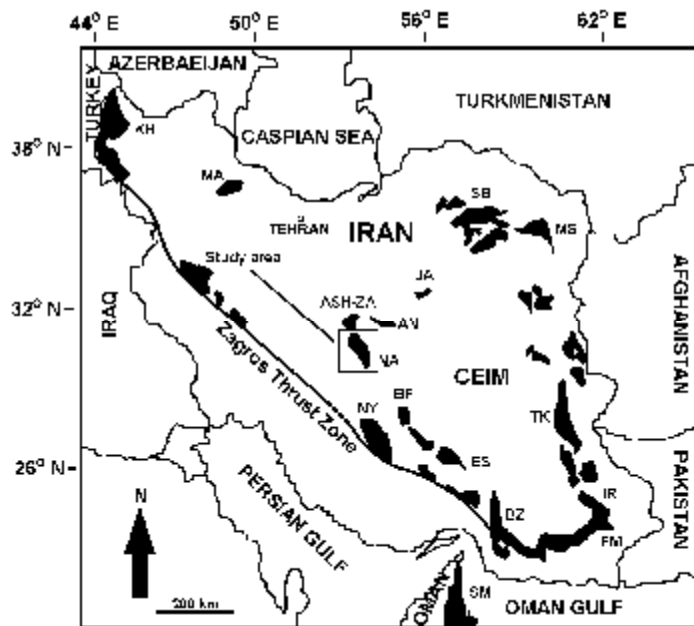 44° E
50° E
56° E
62° E
38° N
32° N
26° N
AZERBAEIJAN
TURKEY
CASPIAN SEA
TURKMENISTAN
KH
MA
SB
MS
TEHRAN
IRAN
Study area
JA
AFGHANISTAN
IRAQ
ASH-ZA
AN
NA
Zagros Thrust Zone
CEIM
BF
NY
TK
ES
PAKISTAN
PERSIAN GULF
N
DZ
IR
FM
200 km
OMAN
SM
OMAN GULF